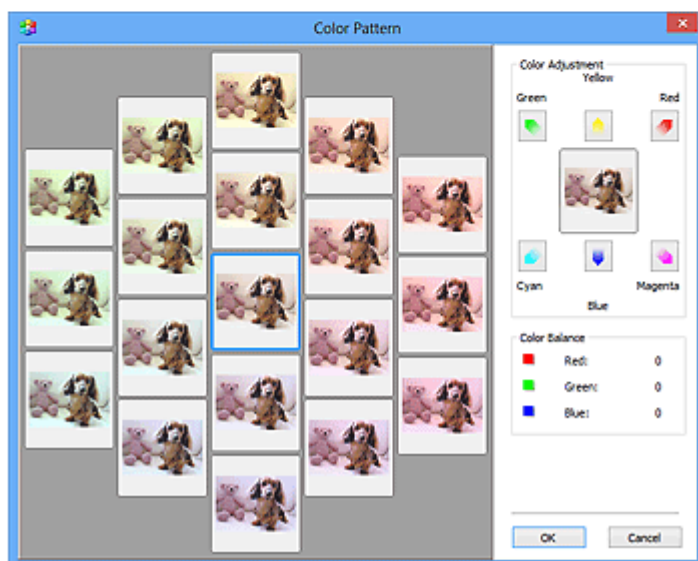 Color Pattern
Color Adjustment
Yellow
Green Red
Cyan Magenta
Blue
Color Balance
Red: 0
Green: 0
Blue: 0
OK Cancel